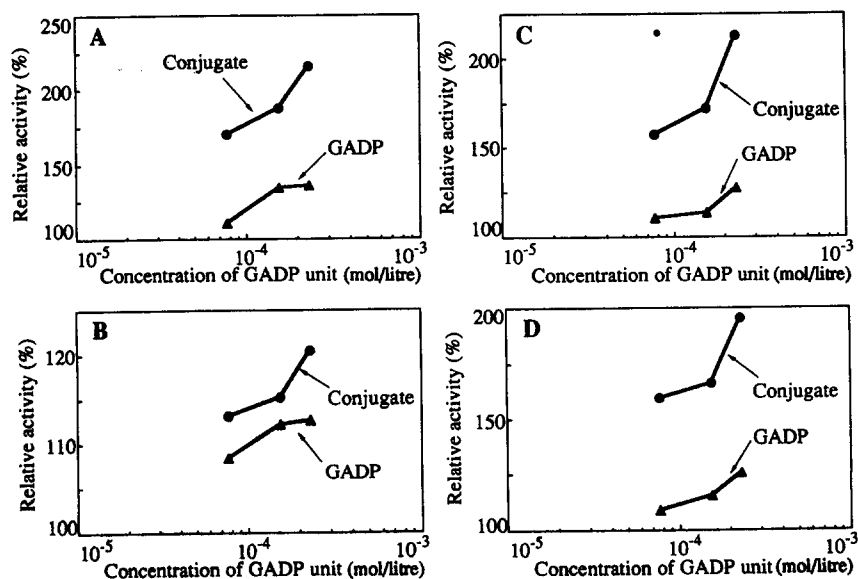 A
250
200
150
100
Relative activity (%)
Conjugate
GADP
10-5
10-4
10-3
Concentration of GADP unit (mol/litre)
C
200
150
100
Relative activity (%)
Conjugate
GADP
10-5
10-4
10-3
Concentration of GADP unit (mol/litre)
B
120
110
100
Relative activity (%)
Conjugate
GADP
10-5
10-4
10-3
Concentration of GADP unit (mol/litre)
D
200
150
100
Relative activity (%)
Conjugate
GADP
10-5
10-4
10-3
Concentration of GADP unit (mol/litre)